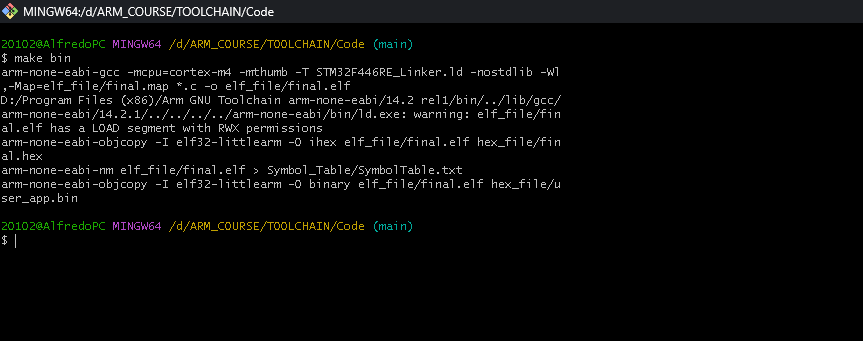 MINGW64:/d/ARM_COURSE/TOOLCHAIN/Code
20102@AlfredoPC MINGW64 /d/ARM_COURSE/TOOLCHAIN/Code (main)
$ make bin
arm-none-eabi-gcc -mcpu=cortex-m4 -mthumb -T STM32F446RE_Linker.ld -nostdlib -Wl
,-Map=elf_file/final.map *.c -o elf_file/final.elf
D:/Program Files (x86)/Arm GNU Toolchain arm-none-eabi/14.2 rel1/bin/../lib/gcc/
arm-none-eabi/14.2.1/../../../../arm-none-eabi/bin/ld.exe: warning: elf_file/fin
al.elf has a LOAD segment with RWX permissions
arm-none-eabi-objcopy -I elf32-littlearm -O ihex elf_file/final.elf hex_file/fin
al.hex
arm-none-eabi-nm elf_file/final.elf > Symbol_Table/SymbolTable.txt
arm-none-eabi-objcopy -I elf32-littlearm -O binary elf_file/final.elf hex_file/u
ser_app.bin
20102@AlfredoPC MINGW64 /d/ARM_COURSE/TOOLCHAIN/Code (main)
$